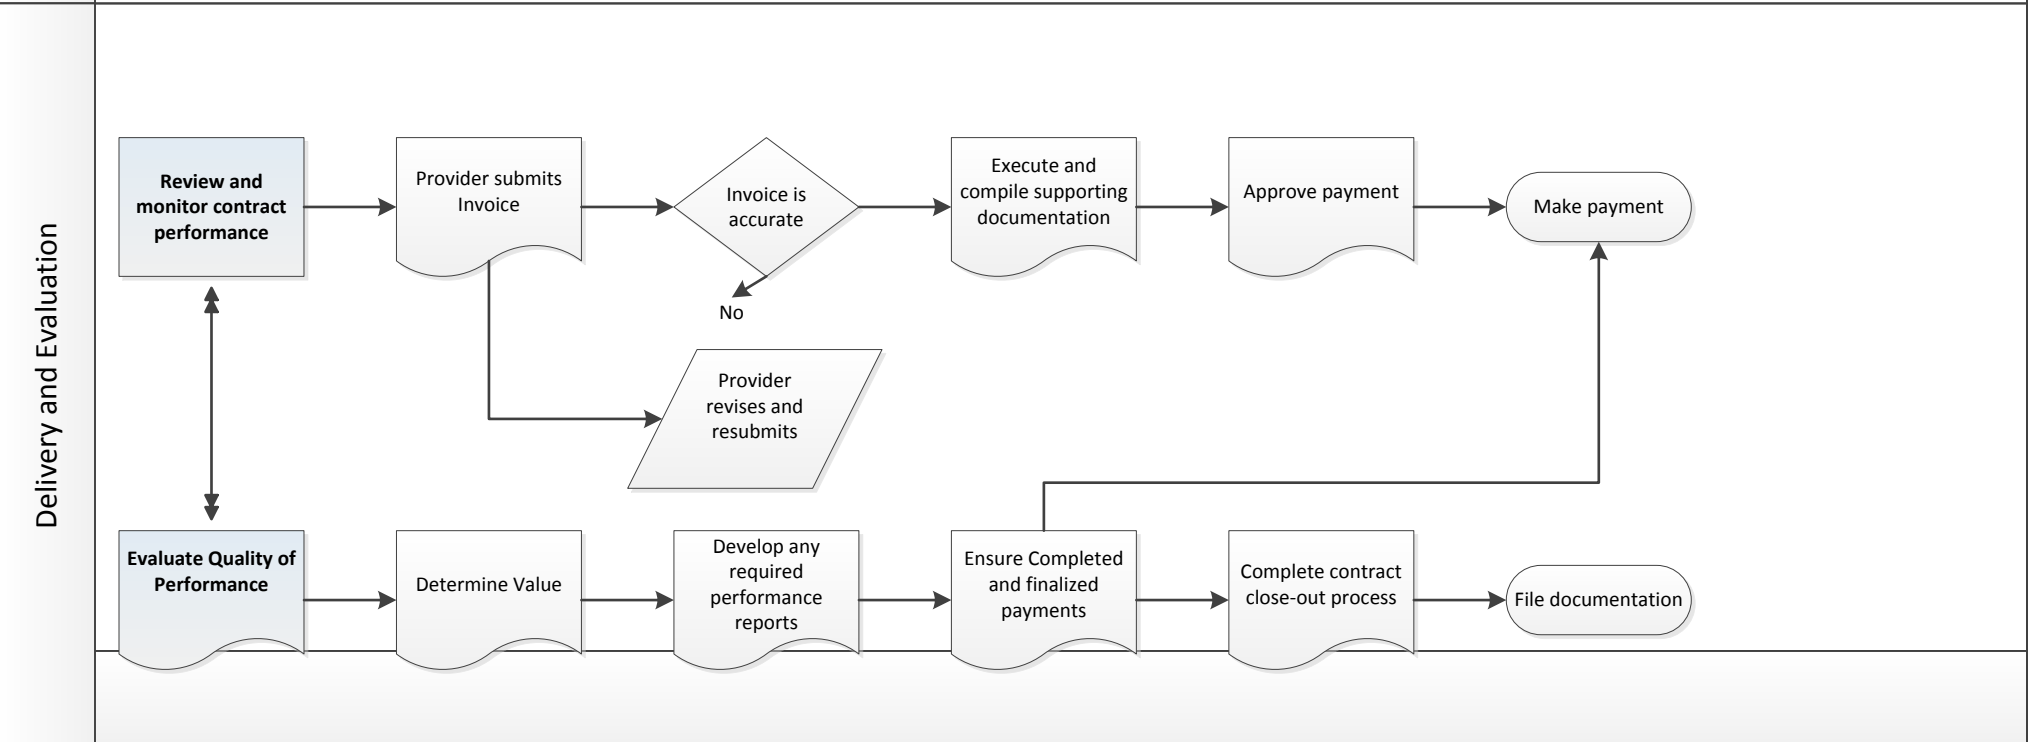 Delivery and Evaluation
Review and
monitor contract
performance
Provider submits
Invoice
Invoice is
accurate
Execute and
compile supporting
documentation
Approve payment
Make payment
No
Provider
revises and
resubmits
Evaluate Quality of
Performance
Determine Value
Develop any
required
performance
reports
Ensure Completed
and finalized
payments
Complete contract
close-out process
File documentation